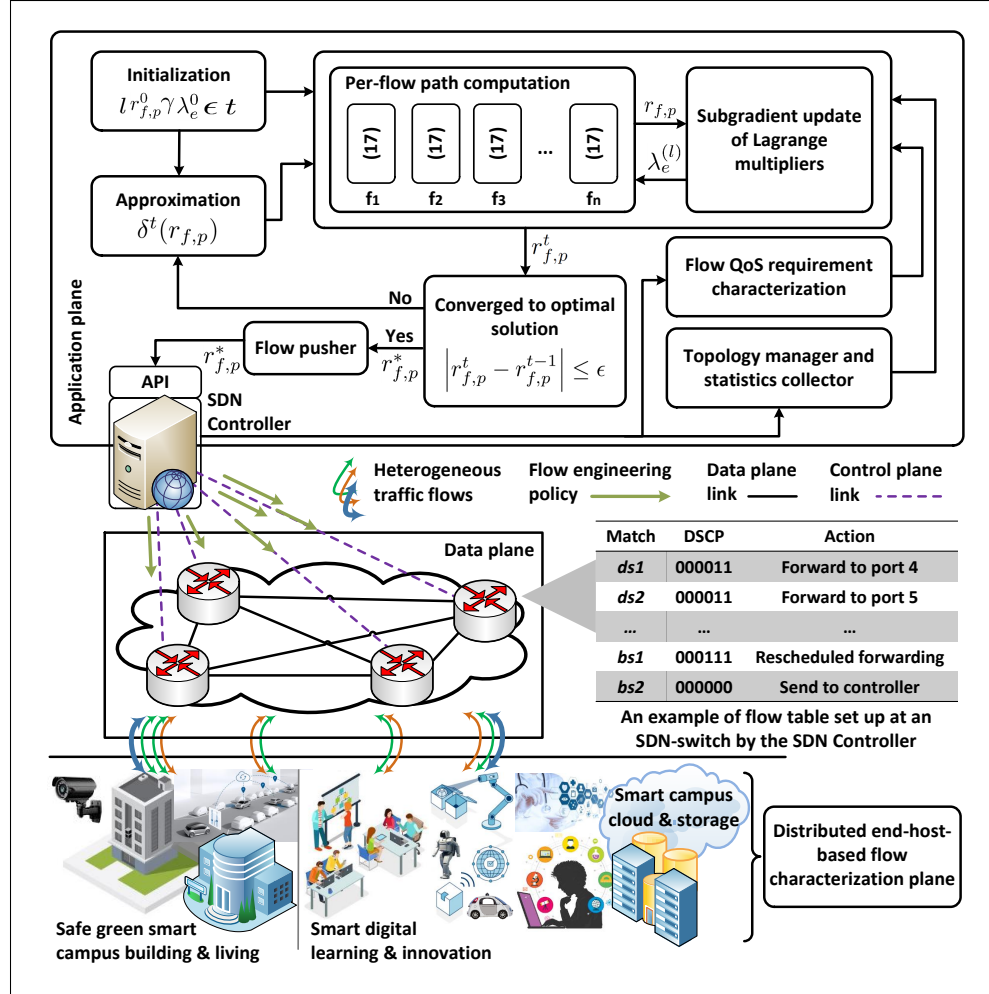 Application plane
Initialization
l r^0_{f,p} γ λ^0_e ϵ t
Approximation
δ^t(r_{f,p})
Per-flow path computation
(17) (17) (17) ... (17)
f1 f2 f3 fn
r_{f,p}
λ_e^{(l)}
Subgradient update
of Lagrange
multipliers
r^t_{f,p}
Flow QoS requirement
characterization
No
Converged to optimal
solution
|r^t_{f,p} − r^{t−1}_{f,p}| ≤ ϵ
Yes
r^*_{f,p}
Flow pusher
r^*_{f,p}
Topology manager and
statistics collector
API
SDN
Controller
Heterogeneous
traffic flows
Flow engineering
policy
Data plane
link
Control plane
link
Data plane
Match DSCP Action
ds1 000011 Forward to port 4
ds2 000011 Forward to port 5
... ... ...
bs1 000111 Rescheduled forwarding
bs2 000000 Send to controller
An example of flow table set up at an
SDN-switch by the SDN Controller
Smart campus
cloud & storage
Distributed end-host-
based flow
characterization plane
Safe green smart
campus building & living
Smart digital
learning & innovation